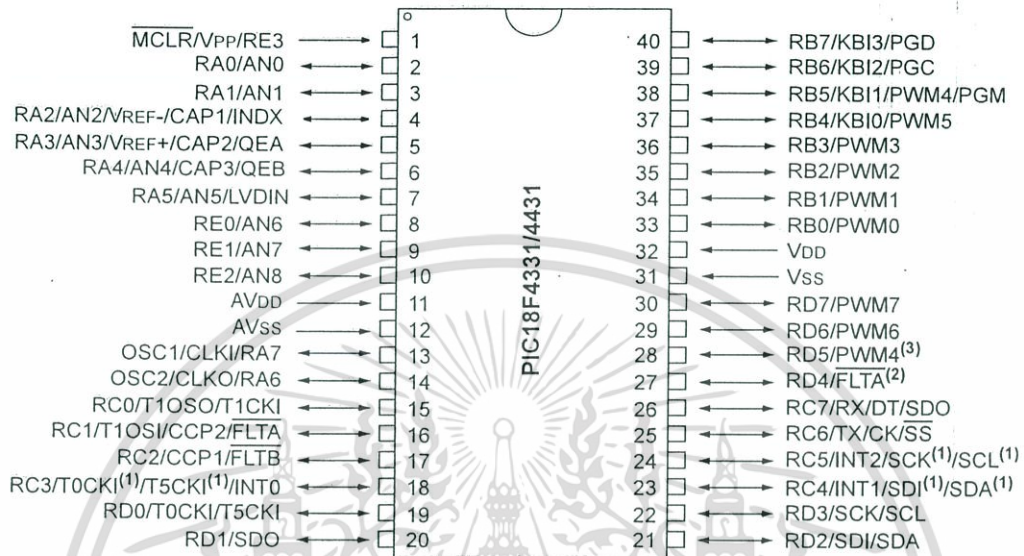 MCLR/VPP/RE3 1 40 RB7/KBI3/PGD
RA0/AN0 2 39 RB6/KBI2/PGC
RA1/AN1 3 38 RB5/KBI1/PWM4/PGM
RA2/AN2/VREF-/CAP1/INDX 4 37 RB4/KBI0/PWM5
RA3/AN3/VREF+/CAP2/QEA 5 36 RB3/PWM3
RA4/AN4/CAP3/QEB 6 35 RB2/PWM2
RA5/AN5/LVDIN 7 34 RB1/PWM1
RE0/AN6 8 33 RB0/PWM0
RE1/AN7 9 32 VDD
RE2/AN8 10 31 VSS
AVDD 11 30 RD7/PWM7
AVSS 12 29 RD6/PWM6
OSC1/CLKI/RA7 13 28 RD5/PWM4(3)
OSC2/CLKO/RA6 14 27 RD4/FLTA(2)
RC0/T1OSO/T1CKI 15 26 RC7/RX/DT/SDO
RC1/T1OSI/CCP2/FLTA 16 25 RC6/TX/CK/SS
RC2/CCP1/FLTB 17 24 RC5/INT2/SCK(1)/SCL(1)
RC3/T0CKI(1)/T5CKI(1)/INT0 18 23 RC4/INT1/SDI(1)/SDA(1)
RD0/T0CKI/T5CKI 19 22 RD3/SCK/SCL
RD1/SDO 20 21 RD2/SDI/SDA
PIC18F4331/4431